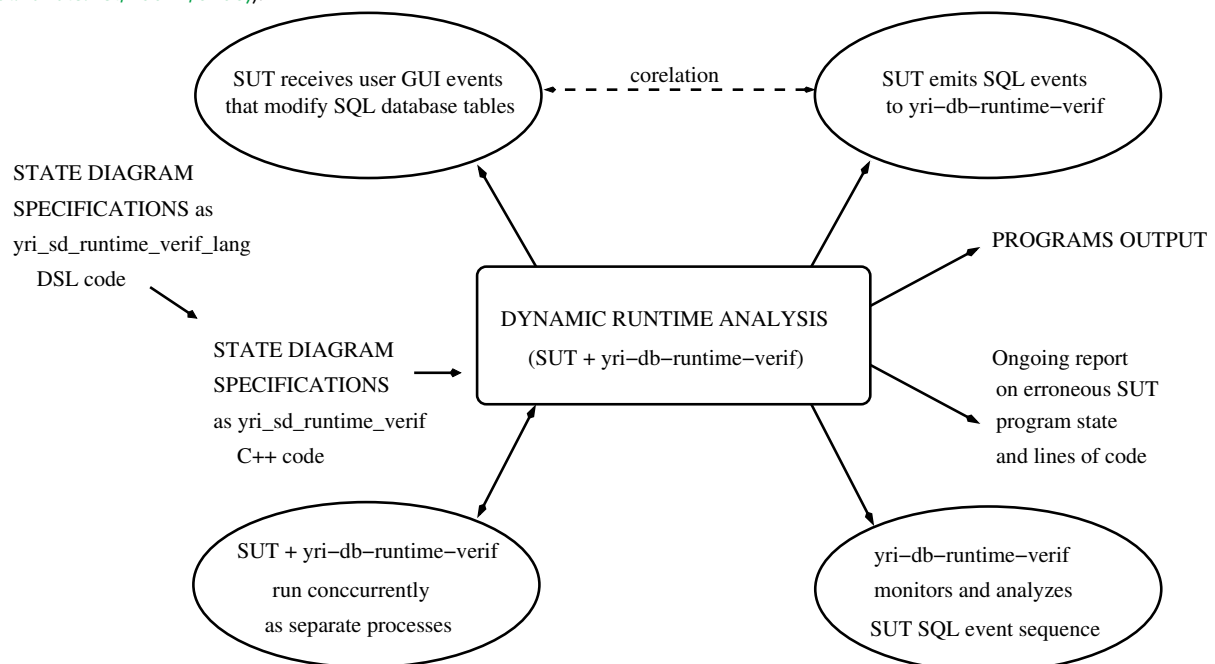 SUT receives user GUI events
that modify SQL database tables
corelation
SUT emits SQL events
to yri−db−runtime−verif
STATE DIAGRAM
SPECIFICATIONS as
yri_sd_runtime_verif_lang
DSL code
PROGRAMS OUTPUT
DYNAMIC RUNTIME ANALYSIS
(SUT + yri−db−runtime−verif)
STATE DIAGRAM
SPECIFICATIONS
as yri_sd_runtime_verif
C++ code
Ongoing report
on erroneous SUT
program state
and lines of code
SUT + yri−db−runtime−verif
run conccurrently
as separate processes
yri−db−runtime−verif
monitors and analyzes
SUT SQL event sequence